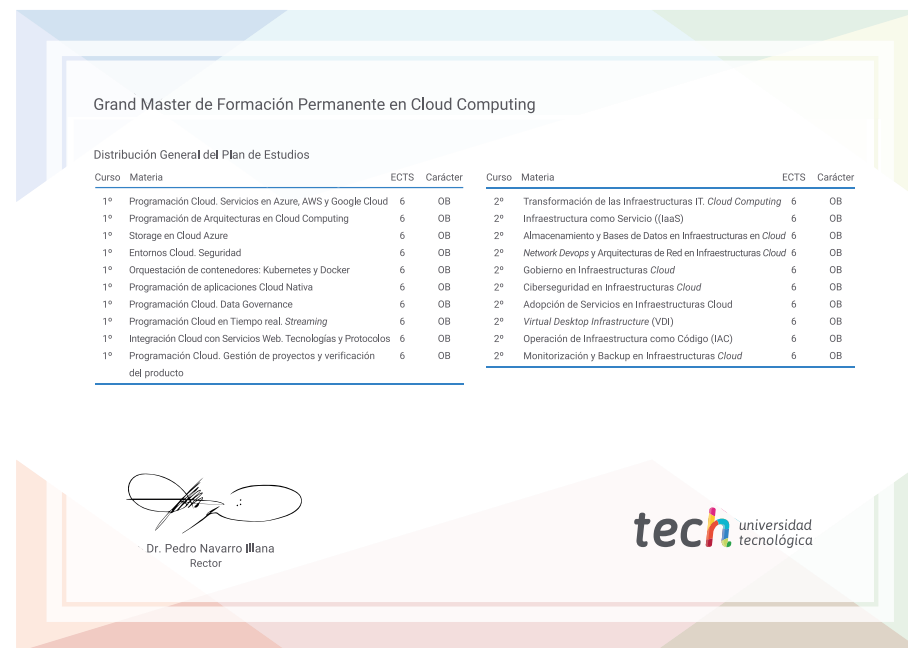 Grand Master de Formación Permanente en Cloud Computing
Distribución General del Plan de Estudios
Curso Materia ECTS Carácter
1º Programación Cloud. Servicios en Azure, AWS y Google Cloud 6 OB
1º Programación de Arquitecturas en Cloud Computing 6 OB
1º Storage en Cloud Azure 6 OB
1º Entornos Cloud. Seguridad 6 OB
1º Orquestación de contenedores: Kubernetes y Docker 6 OB
1º Programación de aplicaciones Cloud Nativa 6 OB
1º Programación Cloud. Data Governance 6 OB
1º Programación Cloud en Tiempo real. Streaming 6 OB
1º Integración Cloud con Servicios Web. Tecnologías y Protocolos 6 OB
1º Programación Cloud. Gestión de proyectos y verificación 6 OB
del producto
Curso Materia ECTS Carácter
2º Transformación de las Infraestructuras IT. Cloud Computing 6 OB
2º Infraestructura como Servicio ((IaaS) 6 OB
2º Almacenamiento y Bases de Datos en Infraestructuras en Cloud 6 OB
2º Network Devops y Arquitecturas de Red en Infraestructuras Cloud 6 OB
2º Gobierno en Infraestructuras Cloud 6 OB
2º Ciberseguridad en Infraestructuras Cloud 6 OB
2º Adopción de Servicios en Infraestructuras Cloud 6 OB
2º Virtual Desktop Infrastructure (VDI) 6 OB
2º Operación de Infraestructura como Código (IAC) 6 OB
2º Monitorización y Backup en Infraestructuras Cloud 6 OB
Dr. Pedro Navarro Illana
Rector
tech universidad
tecnológica